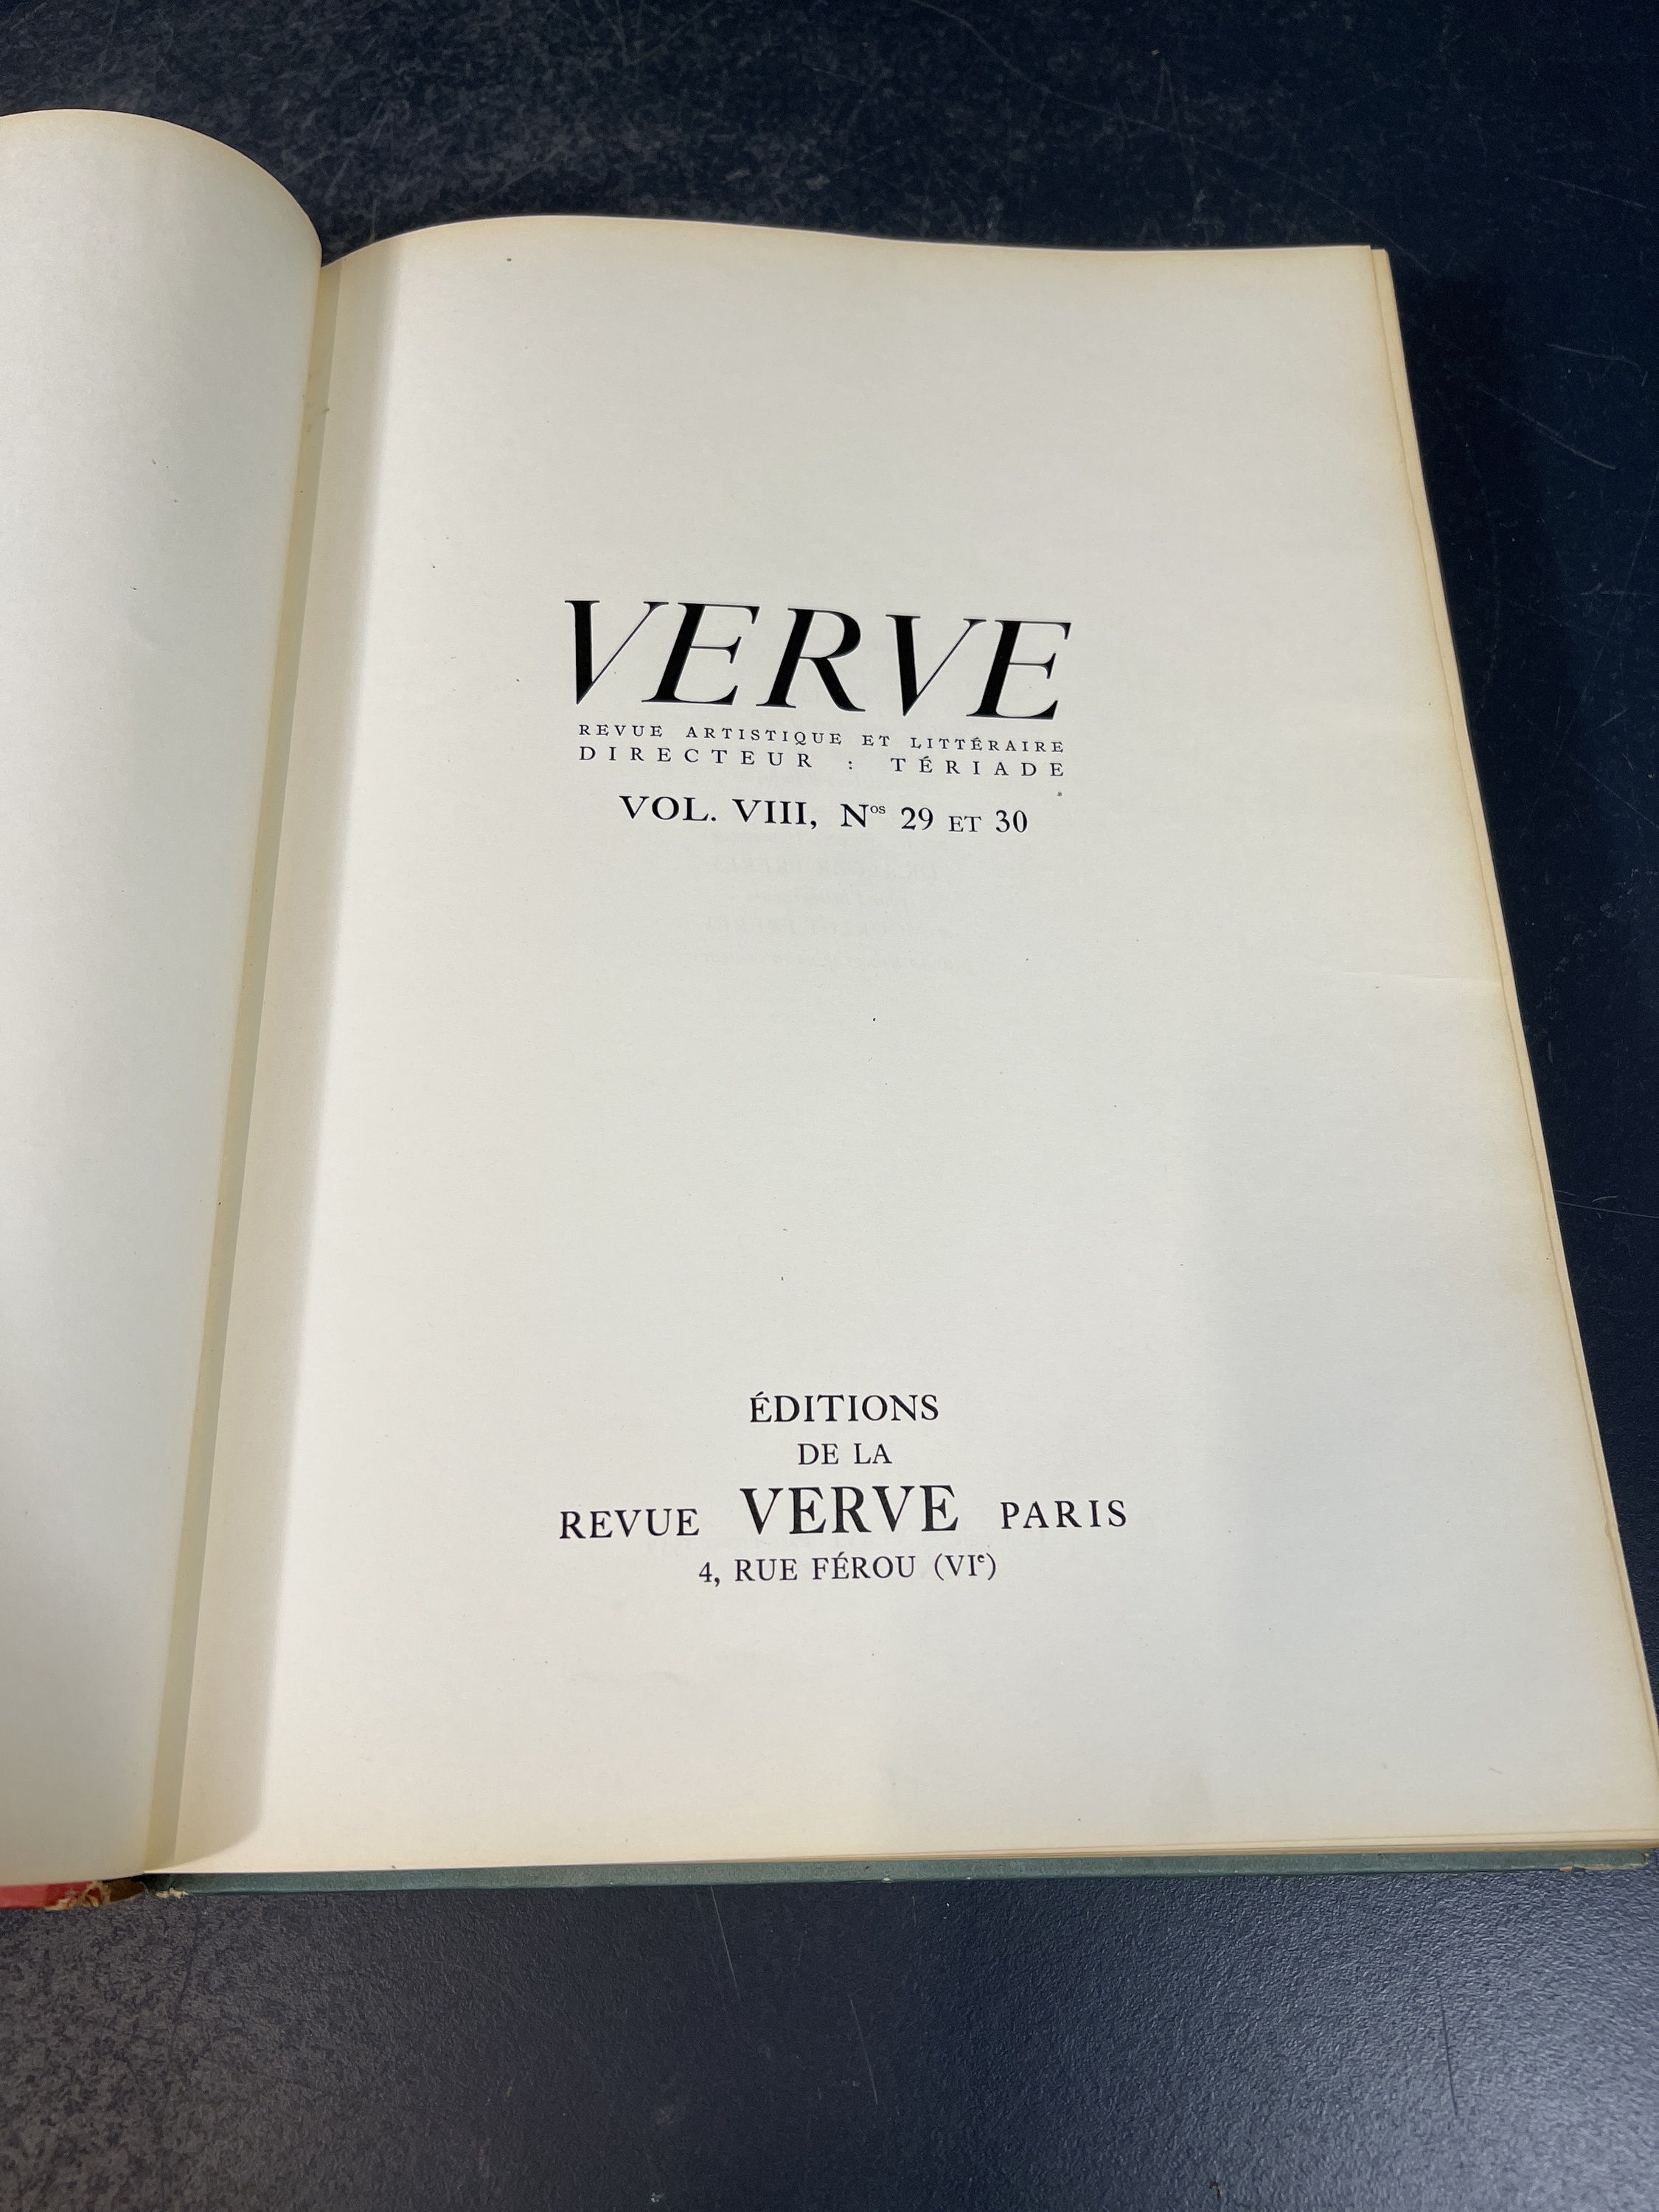 VERVE
REVUE ARTISTIQUE ET LITTÉRAIRE
DIRECTEUR : TÉRIADE
VOL. VIII, Nos 29 ET 30
ÉDITIONS
DE LA
REVUE VERVE PARIS
4, RUE FÉROU (VIe)